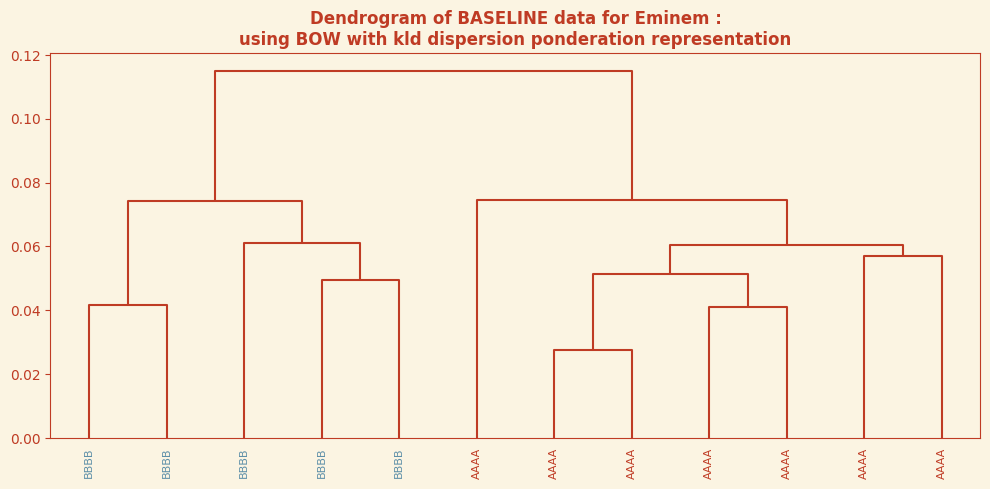 Dendrogram of BASELINE data for Eminem :
using BOW with kld dispersion ponderation representation
0.12
0.10
0.08
0.06
0.04
0.02
0.00
BBBB BBBB BBBB BBBB BBBB AAAA AAAA AAAA AAAA AAAA AAAA AAAA